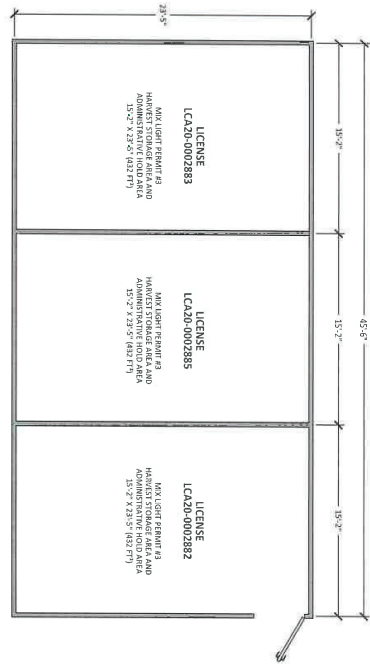 45'-6"
15'-2"
15'-2"
15'-2"
23'-5"
LICENSE
LCA20-0002883
MIX LIGHT PERMIT #3
HARVEST STORAGE AREA AND
ADMINISTRATIVE HOLD AREA
15'-2" X 23'-5" (432 FT²)
LICENSE
LCA20-0002885
MIX LIGHT PERMIT #3
HARVEST STORAGE AREA AND
ADMINISTRATIVE HOLD AREA
15'-2" X 23'-5" (432 FT²)
LICENSE
LCA20-0002882
MIX LIGHT PERMIT #3
HARVEST STORAGE AREA AND
ADMINISTRATIVE HOLD AREA
15'-2" X 23'-5" (432 FT²)